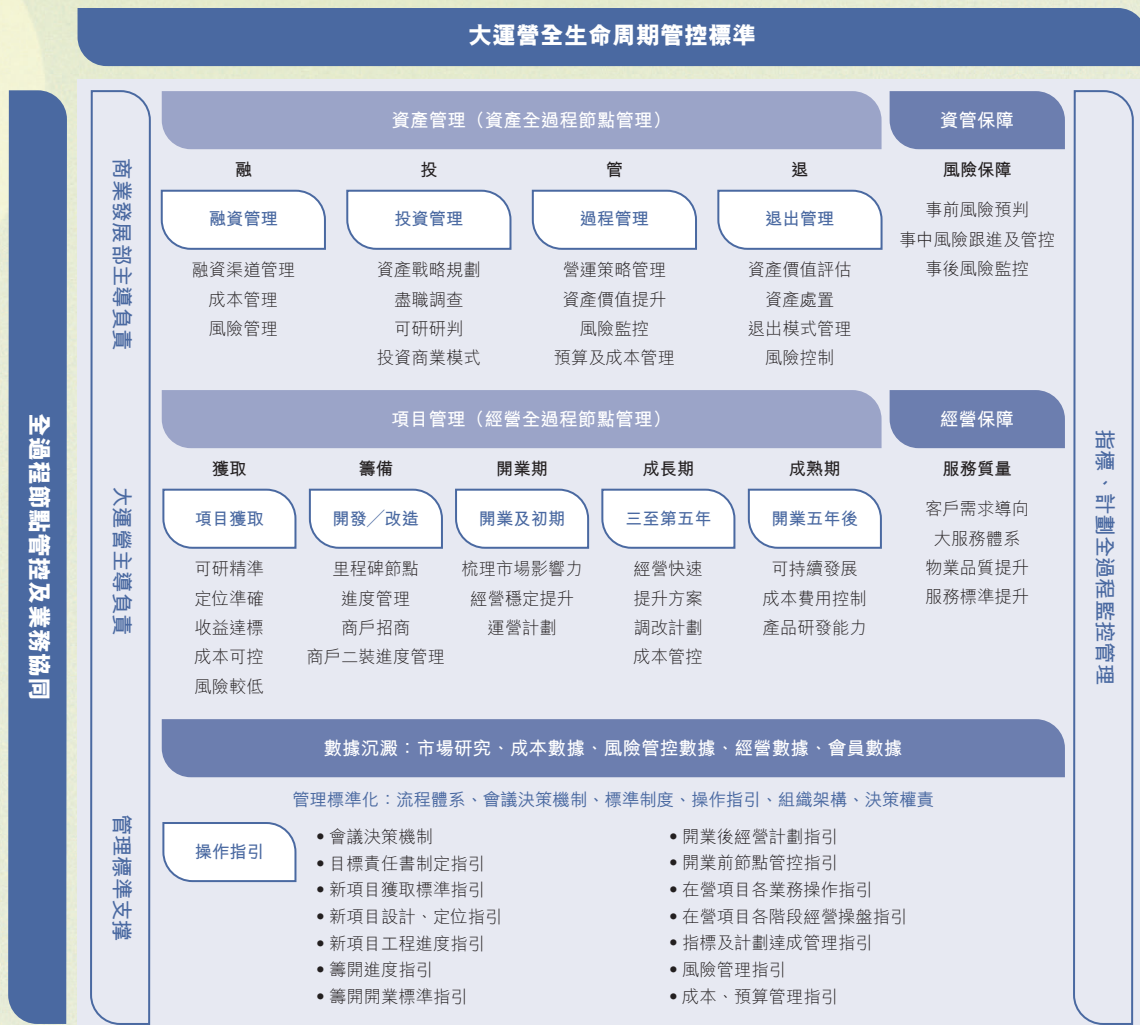 大運營全生命周期管控標準
全過程節點管控及業務協同
商業發展部主導負責
資產管理（資產全過程節點管理）
資管保障
融
投
管
退
風險保障
融資管理
投資管理
過程管理
退出管理
融資渠道管理
成本管理
風險管理
資產戰略規劃
盡職調查
可研研判
投資商業模式
營運策略管理
資產價值提升
風險監控
預算及成本管理
資產價值評估
資產處置
退出模式管理
風險控制
事前風險預判
事中風險跟進及管控
事後風險監控
大運營主導負責
項目管理（經營全過程節點管理）
經營保障
獲取
籌備
開業期
成長期
成熟期
服務質量
項目獲取
開發／改造
開業及初期
三至第五年
開業五年後
可研精準
定位準確
收益達標
成本可控
風險較低
里程碑節點
進度管理
商戶招商
商戶二裝進度管理
梳理市場影響力
經營穩定提升
運營計劃
經營快速
提升方案
調改計劃
成本管控
可持續發展
成本費用控制
產品研發能力
客戶需求導向
大服務體系
物業品質提升
服務標準提升
管理標準支撐
數據沉澱：市場研究、成本數據、風險管控數據、經營數據、會員數據
管理標準化：流程體系、會議決策機制、標準制度、操作指引、組織架構、決策權責
操作指引
• 會議決策機制
• 目標責任書制定指引
• 新項目獲取標準指引
• 新項目設計、定位指引
• 新項目工程進度指引
• 籌開進度指引
• 籌開開業標準指引
• 開業後經營計劃指引
• 開業前節點管控指引
• 在營項目各業務操作指引
• 在營項目各階段經營操盤指引
• 指標及計劃達成管理指引
• 風險管理指引
• 成本、預算管理指引
指標、計劃全過程監控管理